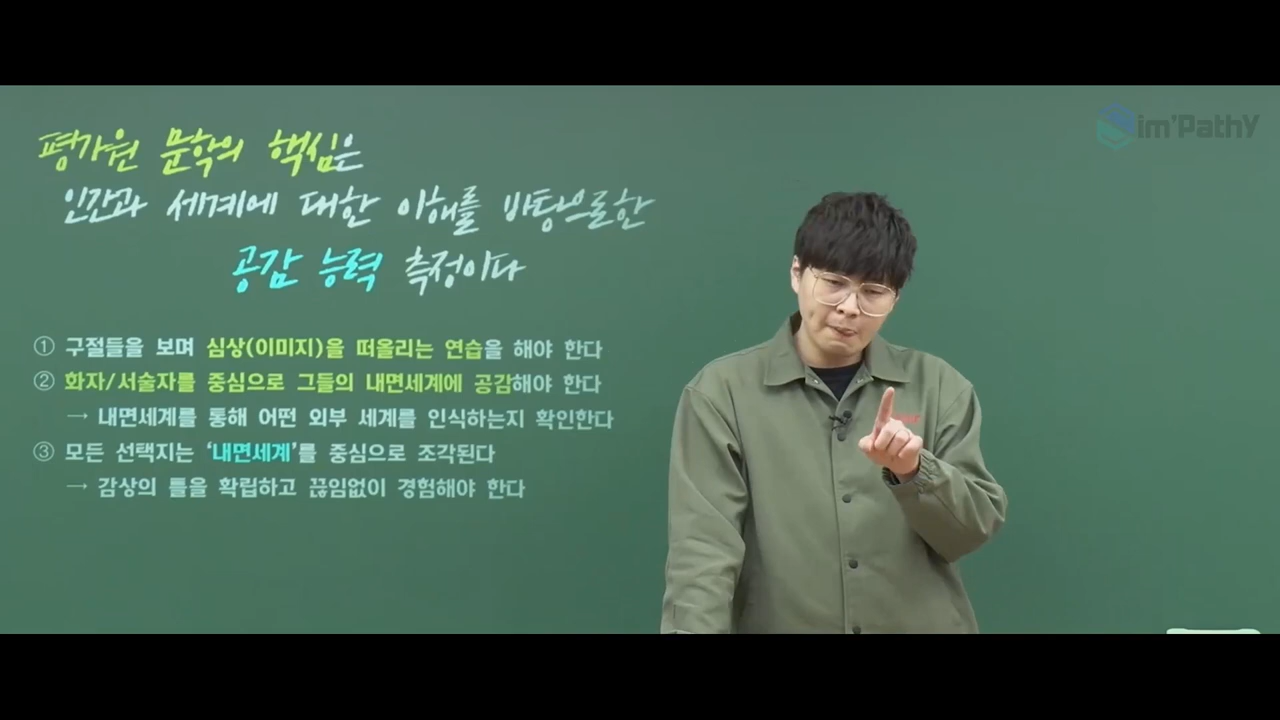 평가원 문학의 핵심은
인간과 세계에 대한 이해를 바탕으로한
공감 능력 측정이다
① 구절들을 보며 심상(이미지)을 떠올리는 연습을 해야 한다
② 화자/서술자를 중심으로 그들의 내면세계에 공감해야 한다
→ 내면세계를 통해 어떤 외부 세계를 인식하는지 확인한다
③ 모든 선택지는 ‘내면세계’를 중심으로 조각된다
→ 감상의 틀을 확립하고 끊임없이 경험해야 한다
im'PathY